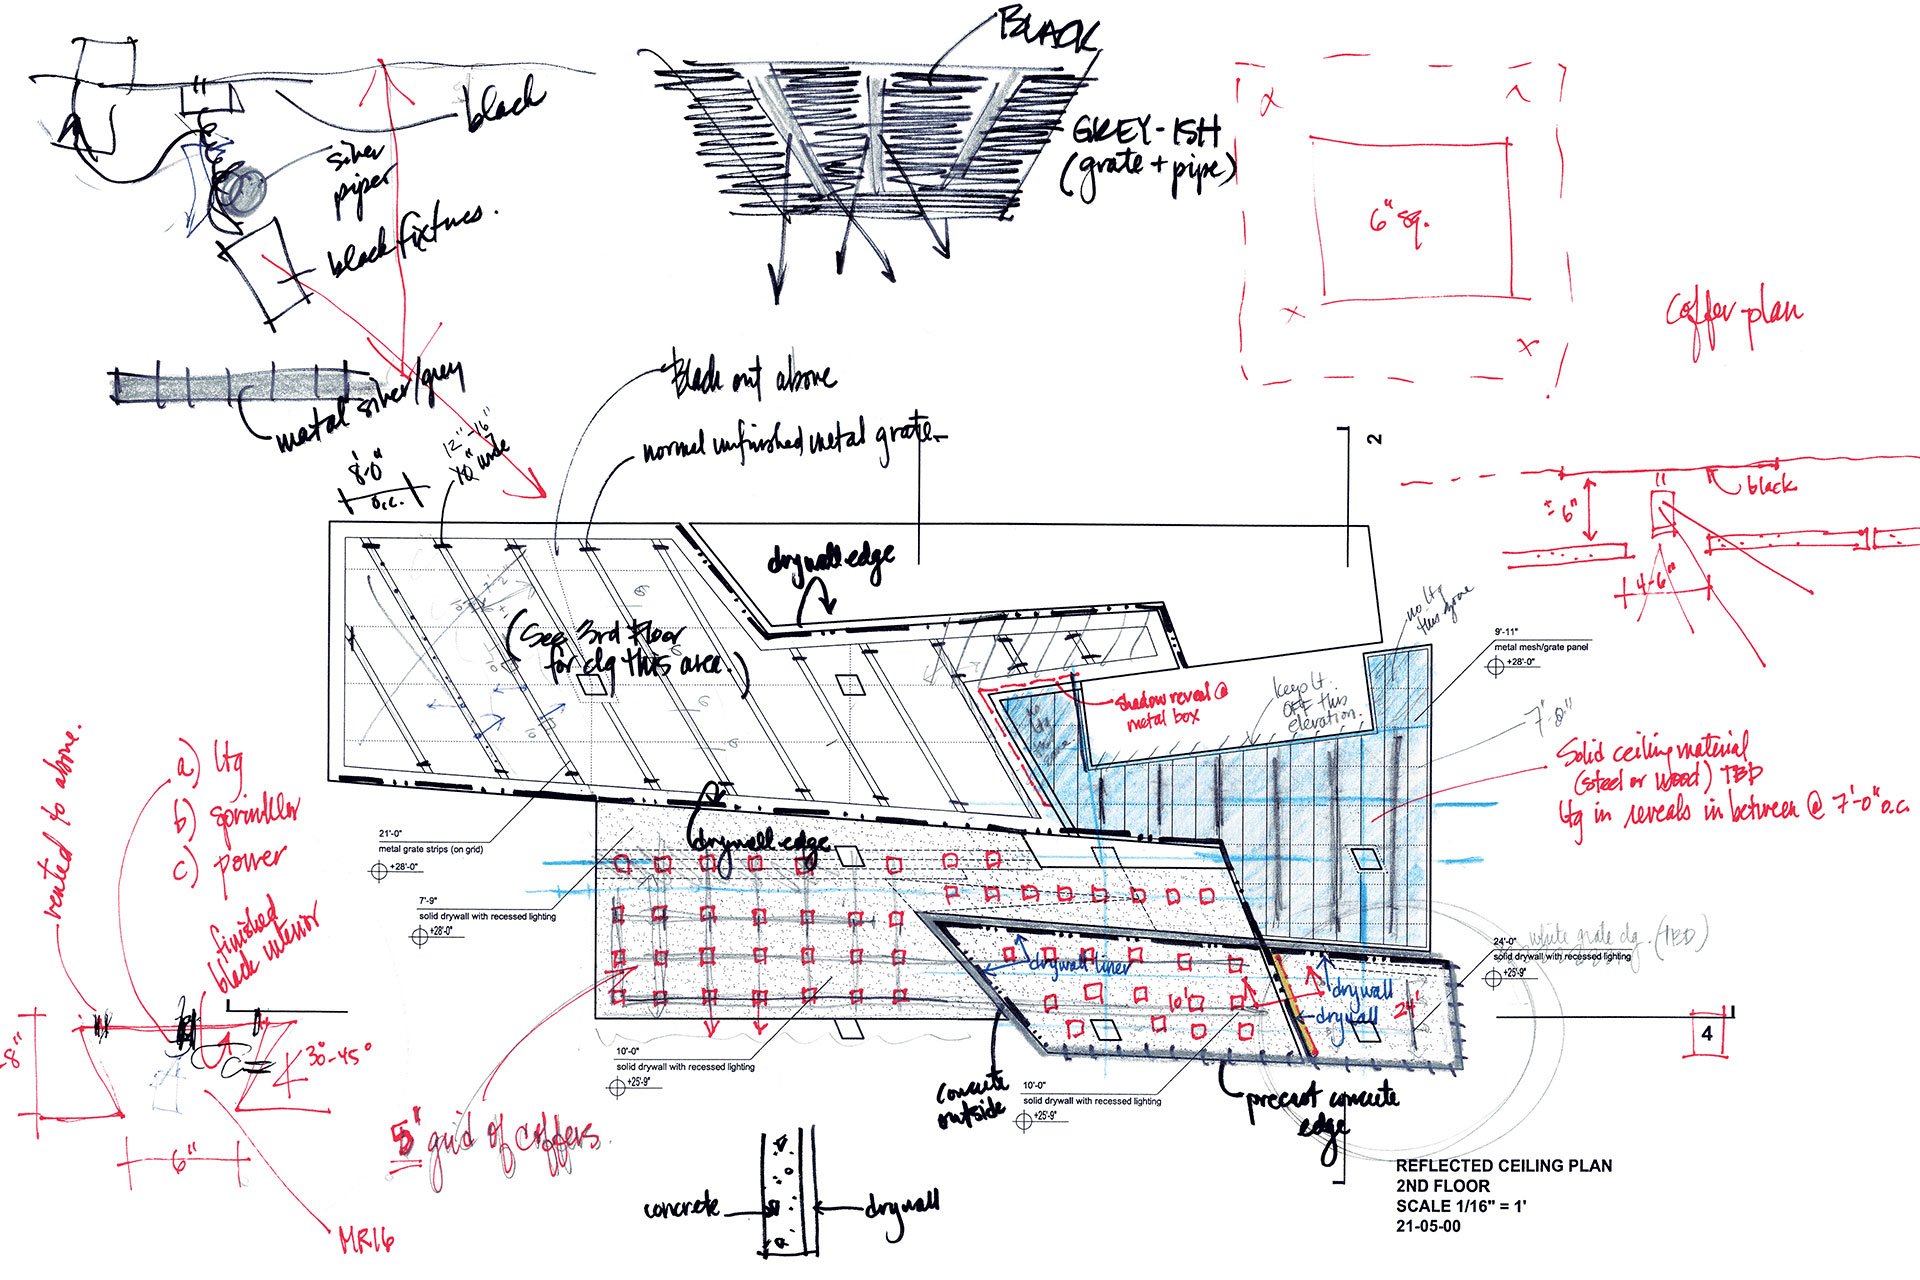 BLACK
black
silver
piper
black fixtures.
GREY-ISH
(grate + pipe)
6" sq.
Coffer plan
metal silver/grey
8'-0"
o.c.
12"-16"
wide
Black out above
normal unfinished metal grate
2
black
± 6"
4-6"
drywall edge
(See 3rd Floor
for clg this area.)
no ltg
this zone
9'-11"
metal mesh/grate panel
+28'-0"
shadow reveal @
metal box
keep lt.
OFF this
elevation.
7'-8"
Solid ceiling material
(steel or wood) TBD
ltg in reveals in between @ 7'-0" o.c.
vented to above.
a) ltg
b) sprinkler
c) power
finished
black interior
21'-0"
metal grate strips (on grid)
+28'-0"
drywall edge
7'-9"
solid drywall with recessed lighting
+28'-0"
drywall liner
10'
drywall
drywall
24'
white grate clg. (TBD)
24'-0"
solid drywall with recessed lighting
+25'-9"
4
8"
30°-45°
6"
MR16
10'-0"
solid drywall with recessed lighting
+25'-9"
5" grid of coffers.
concrete
outside
10'-0"
solid drywall with recessed lighting
+25'-9"
precast concrete
edge
concrete
drywall
REFLECTED CEILING PLAN
2ND FLOOR
SCALE 1/16" = 1'
21-05-00